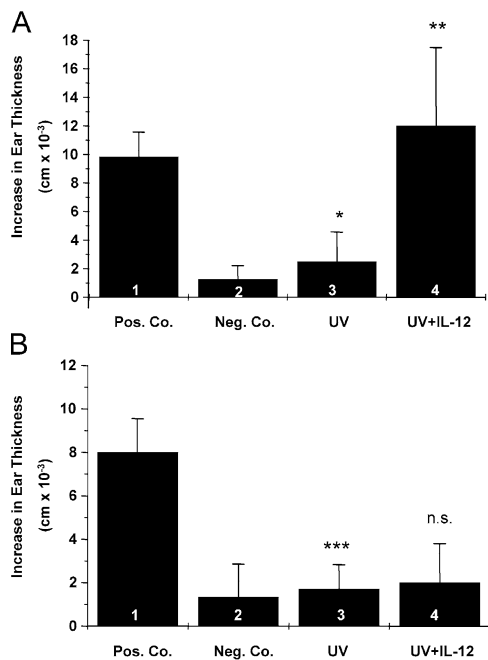 A
Increase in Ear Thickness
(cm x 10-3)
18
16
14
12
10
8
6
4
2
0
**
*
1
2
3
4
Pos. Co.
Neg. Co.
UV
UV+IL-12
B
Increase in Ear Thickness
(cm x 10-3)
12
10
8
6
4
2
0
***
n.s.
1
2
3
4
Pos. Co.
Neg. Co.
UV
UV+IL-12